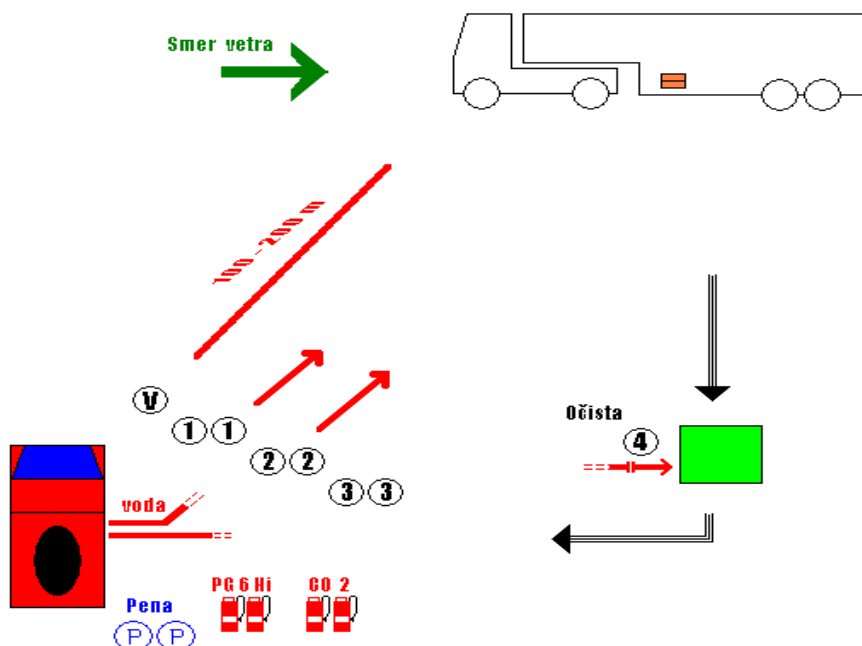 Smer vetra
100-200 m
V
1 1
2 2
3 3
Očista
4
voda
PG 6 Hi
CO 2
Pena
P P